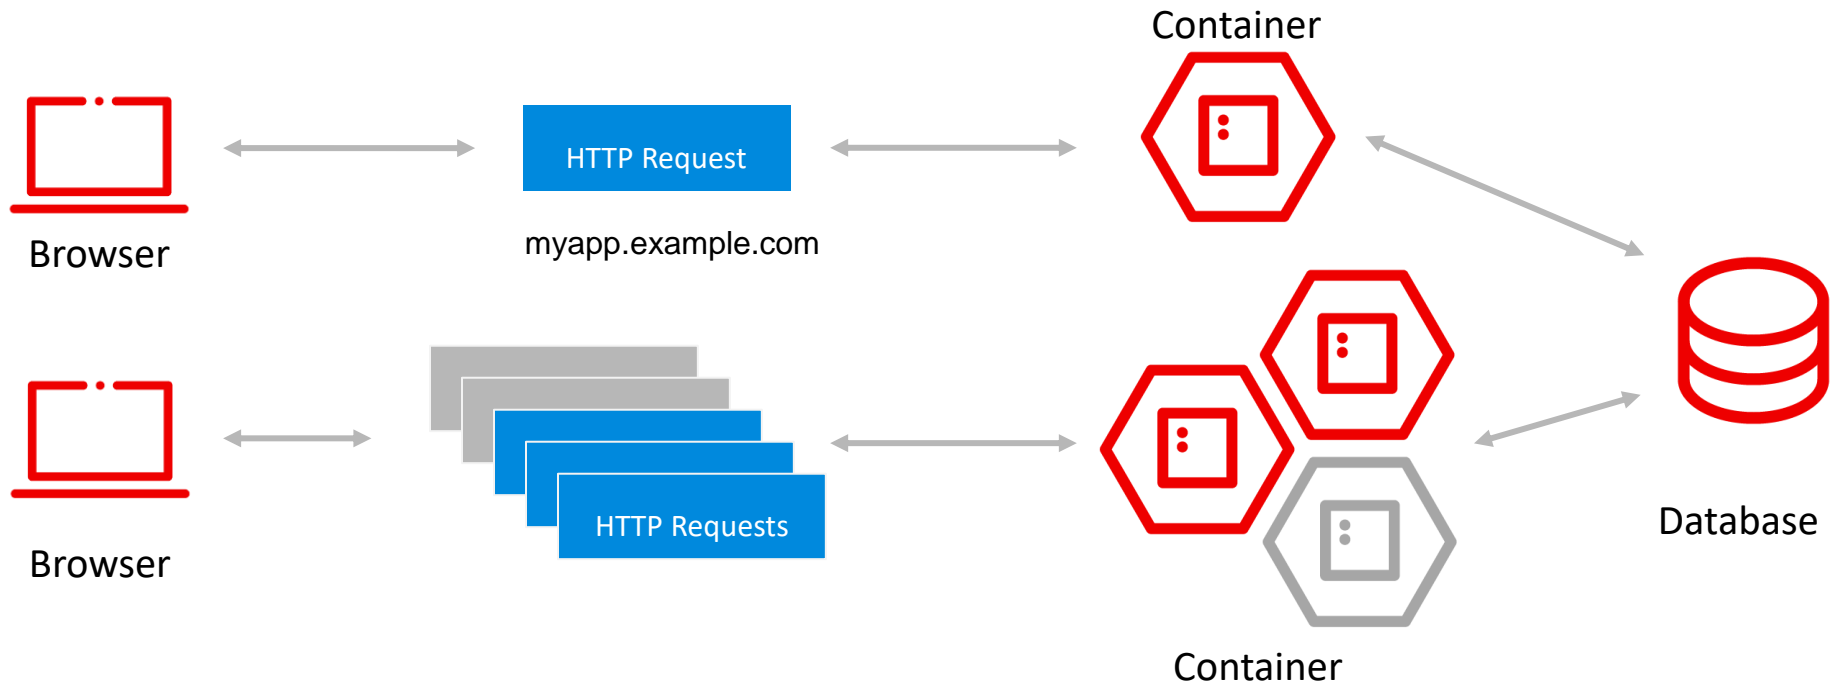 Container
HTTP Request
Browser
myapp.example.com
HTTP Requests
Browser
Database
Container